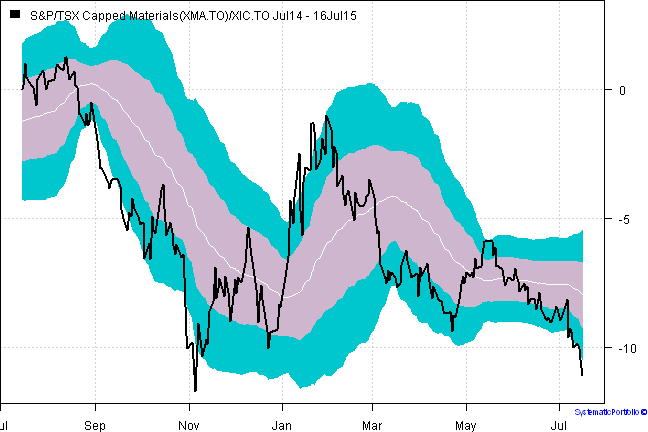 S&P/TSX Capped Materials(XMA.TO)/XIC.TO Jul14 - 16Jul15
0
-5
-10
ul Sep Nov Jan Mar May Jul
SystematicPortfolio ©